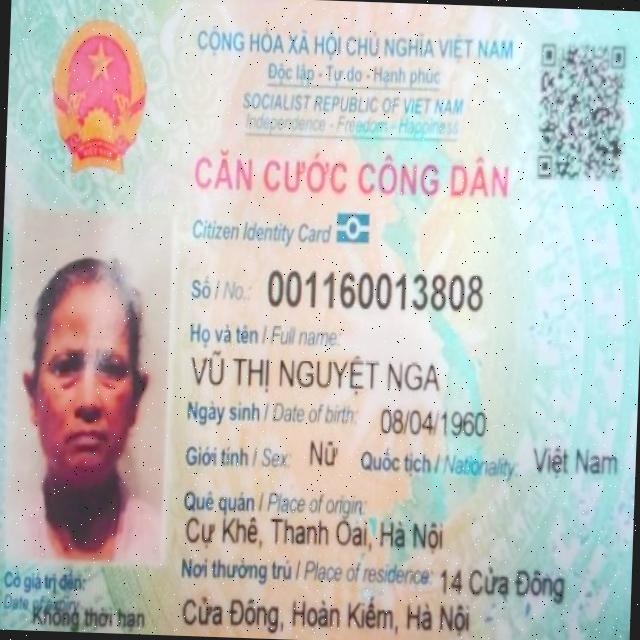 CỘNG HÒA XÃ HỘI CHỦ NGHĨA VIỆT NAM
Độc lập - Tự do - Hạnh phúc
SOCIALIST REPUBLIC OF VIET NAM
Independence - Freedom - Happiness
CĂN CƯỚC CÔNG DÂN
Citizen Identity Card
Số / No.: 001160013808
Họ và tên / Full name:
VŨ THỊ NGUYỆT NGA
Ngày sinh / Date of birth: 08/04/1960
Giới tính / Sex: Nữ Quốc tịch / Nationality: Việt Nam
Quê quán / Place of origin:
Cự Khê, Thanh Oai, Hà Nội
Nơi thường trú / Place of residence: 14 Cửa Đông
Cửa Đông, Hoàn Kiếm, Hà Nội
Có giá trị đến:
Date of expiry
Không thời hạn